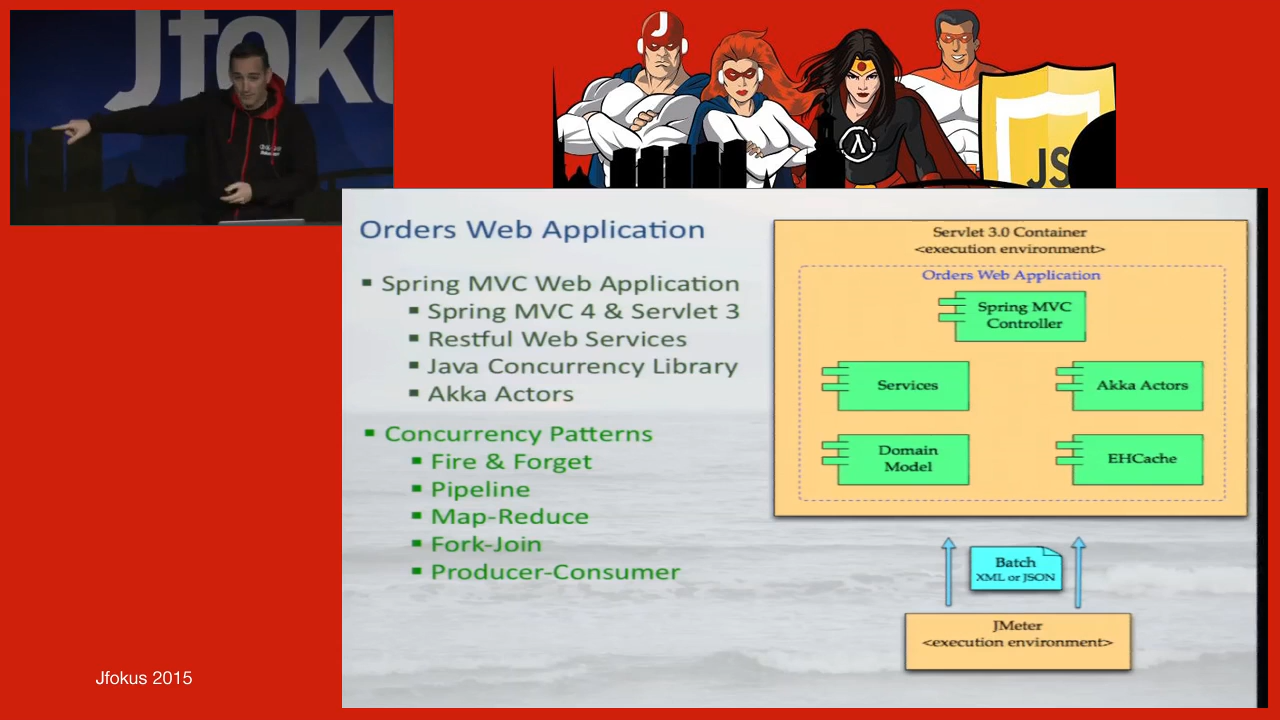 Jfoku
J
JS
Orders Web Application
▪ Spring MVC Web Application
▪ Spring MVC 4 & Servlet 3
▪ Restful Web Services
▪ Java Concurrency Library
▪ Akka Actors
▪ Concurrency Patterns
▪ Fire & Forget
▪ Pipeline
▪ Map-Reduce
▪ Fork-Join
▪ Producer-Consumer
Servlet 3.0 Container
<execution environment>
Orders Web Application
Spring MVC
Controller
Services
Akka Actors
Domain
Model
EHCache
Batch
XML or JSON
JMeter
<execution environment>
Jfokus 2015